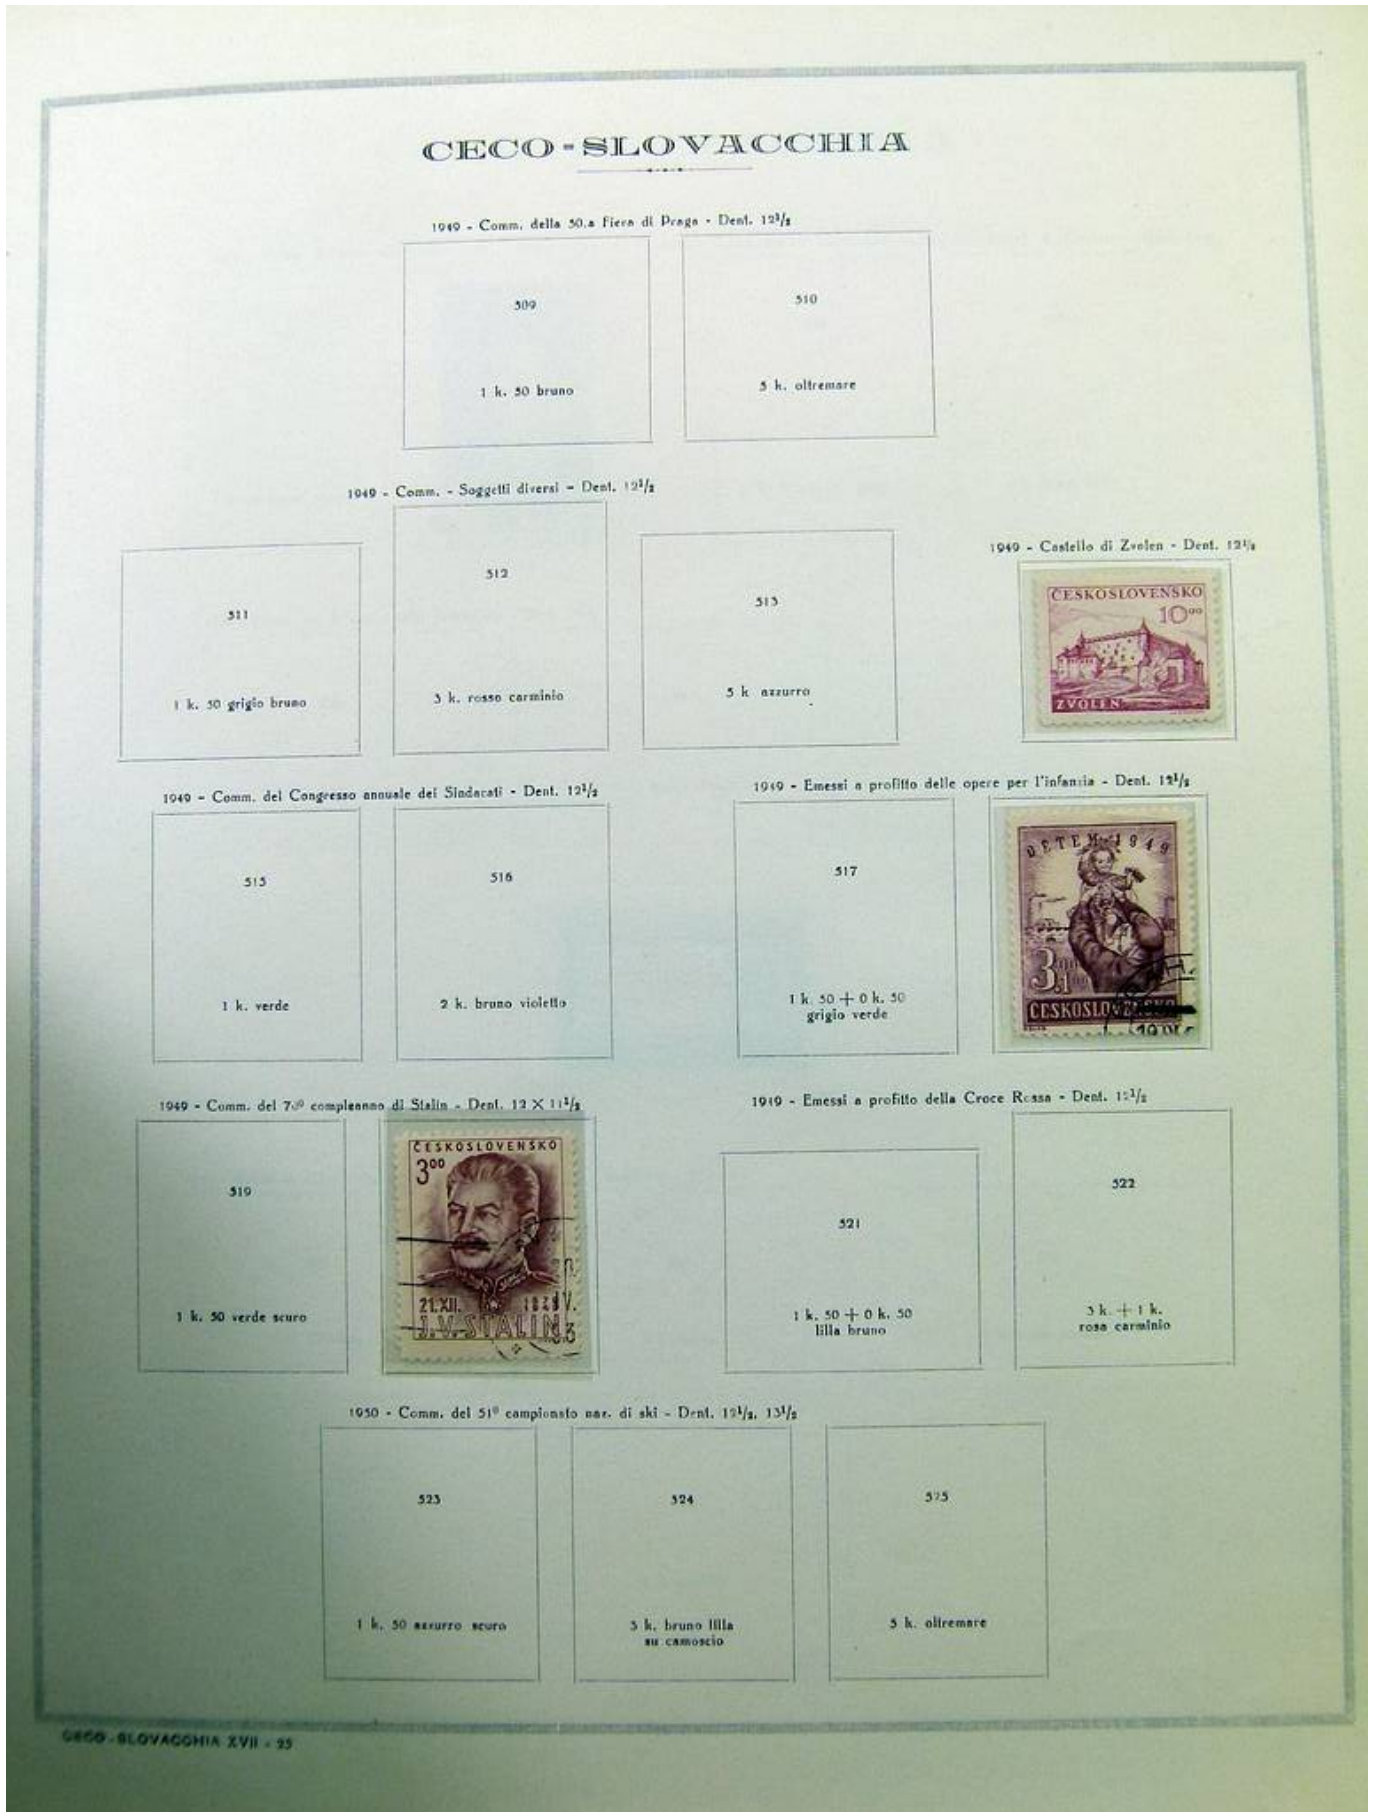 CECO-SLOVACCHIA
1949 - Comm. della 50.a Fiera di Praga - Dent. 12½
509
1 k. 50 bruno
510
5 k. oltremare
1949 - Comm. - Soggetti diversi - Dent. 12½
511
1 k. 50 grigio bruno
512
3 k. rosso carminio
513
5 k azzurro
1949 - Castello di Zvolen - Dent. 12½
ČESKOSLOVENSKO
10⁰⁰
ZVOLEN
1949 - Comm. del Congresso annuale dei Sindacati - Dent. 12½
515
1 k. verde
516
2 k. bruno violetto
1949 - Emessi a profitto delle opere per l'infanzia - Dent. 12½
517
1 k. 50 + 0 k. 50
grigio verde
DĚTEM 1949
3⁰⁰
ČESKOSLOVENSKO
1949 - Comm. del 70º compleanno di Stalin - Dent. 12 X 11½
519
1 k. 50 verde scuro
ČESKOSLOVENSKO
3⁰⁰
21.XII.
J.V. STALIN
1949 - Emessi a profitto della Croce Rossa - Dent. 12½
521
1 k. 50 + 0 k. 50
lilla bruno
522
3 k. + 1 k.
rosa carminio
1950 - Comm. del 51º campionato naz. di ski - Dent. 12½, 13½
523
1 k. 50 azzurro scuro
524
3 k. bruno lilla
su camoscio
525
5 k. oltremare
CECO-SLOVACCHIA XVII - 25